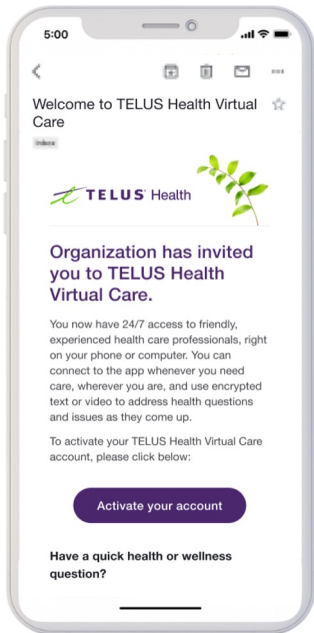 5:00
Welcome to TELUS Health Virtual
Care
Inbox
TELUS® Health
Organization has invited
you to TELUS Health
Virtual Care.
You now have 24/7 access to friendly,
experienced health care professionals, right
on your phone or computer. You can
connect to the app whenever you need
care, wherever you are, and use encrypted
text or video to address health questions
and issues as they come up.
To activate your TELUS Health Virtual Care
account, please click below:
Activate your account
Have a quick health or wellness
question?